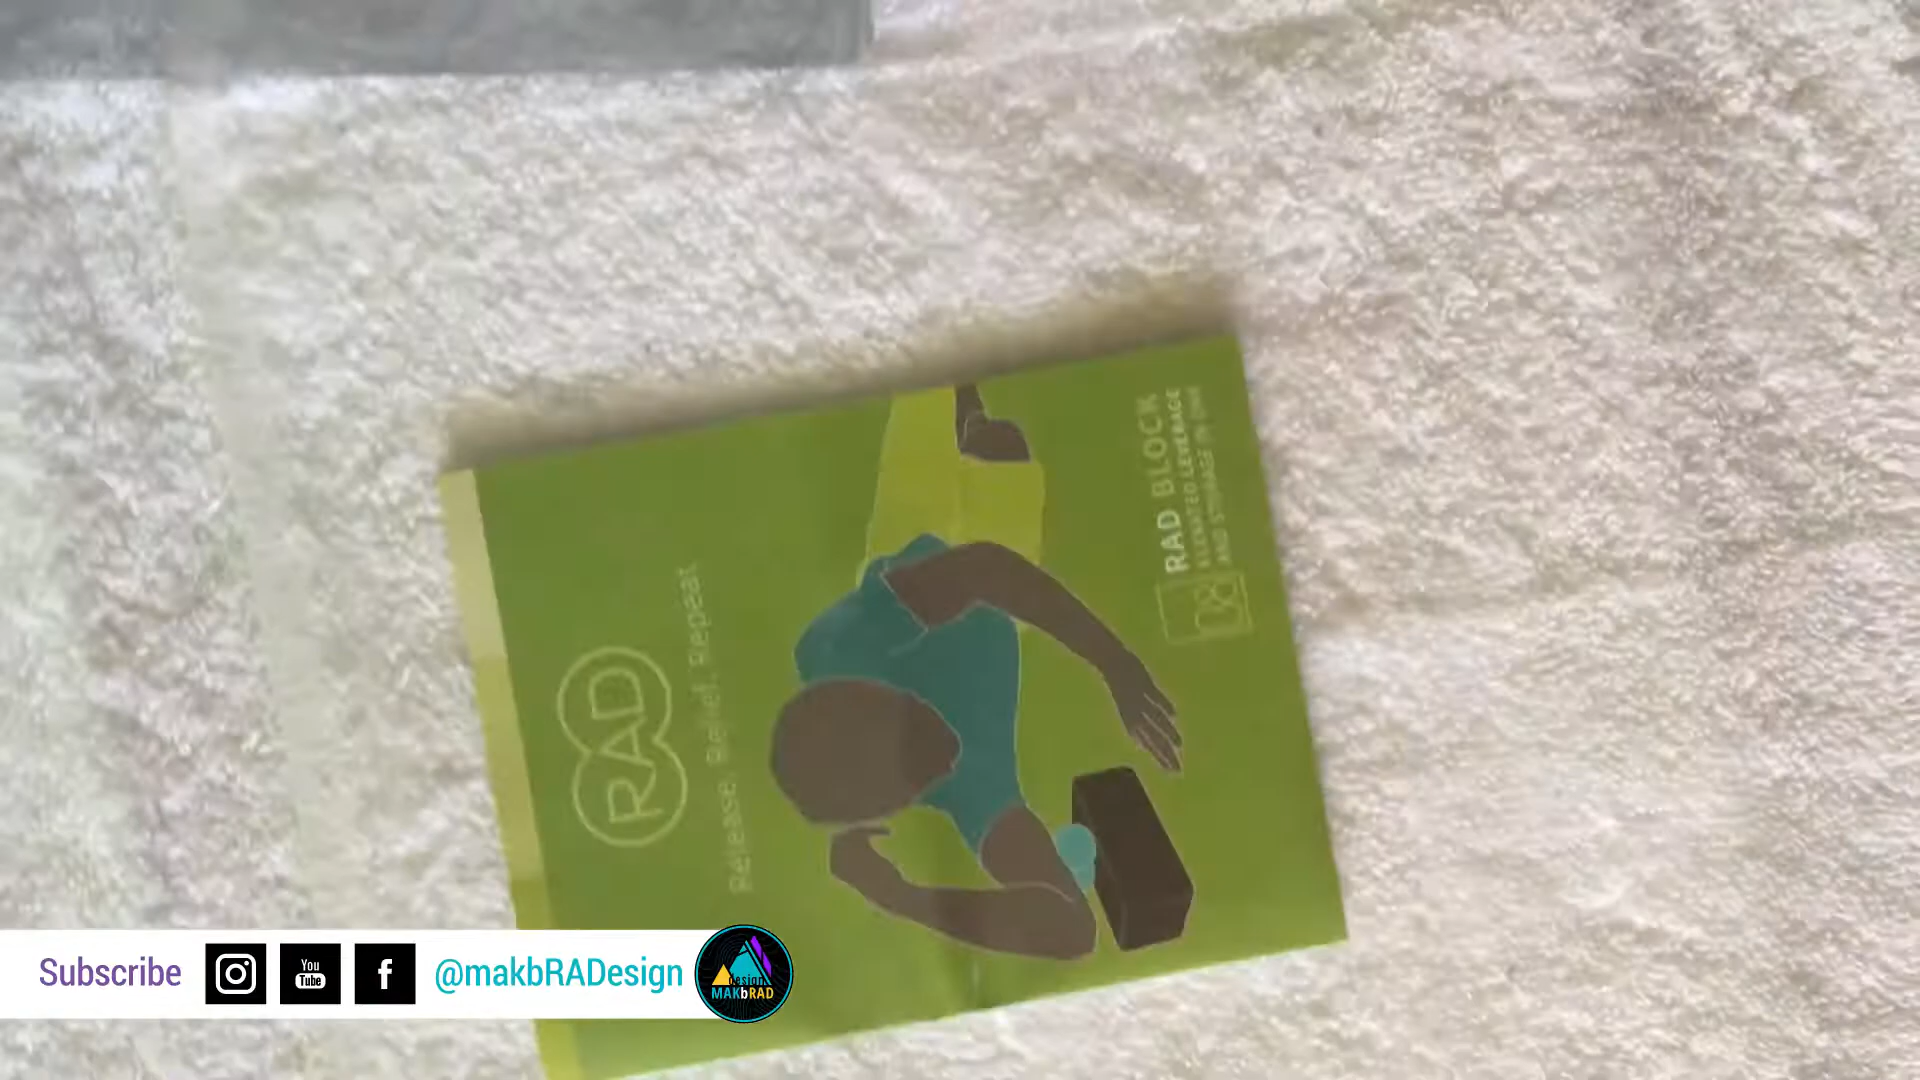 RAD
Release. Relief. Repeat
RAD BLOCK
ELEVATED LEVERAGE
AND STORAGE IN ONE
Subscribe
You
Tube
f
@makbRADesign
design
MAKbRAD